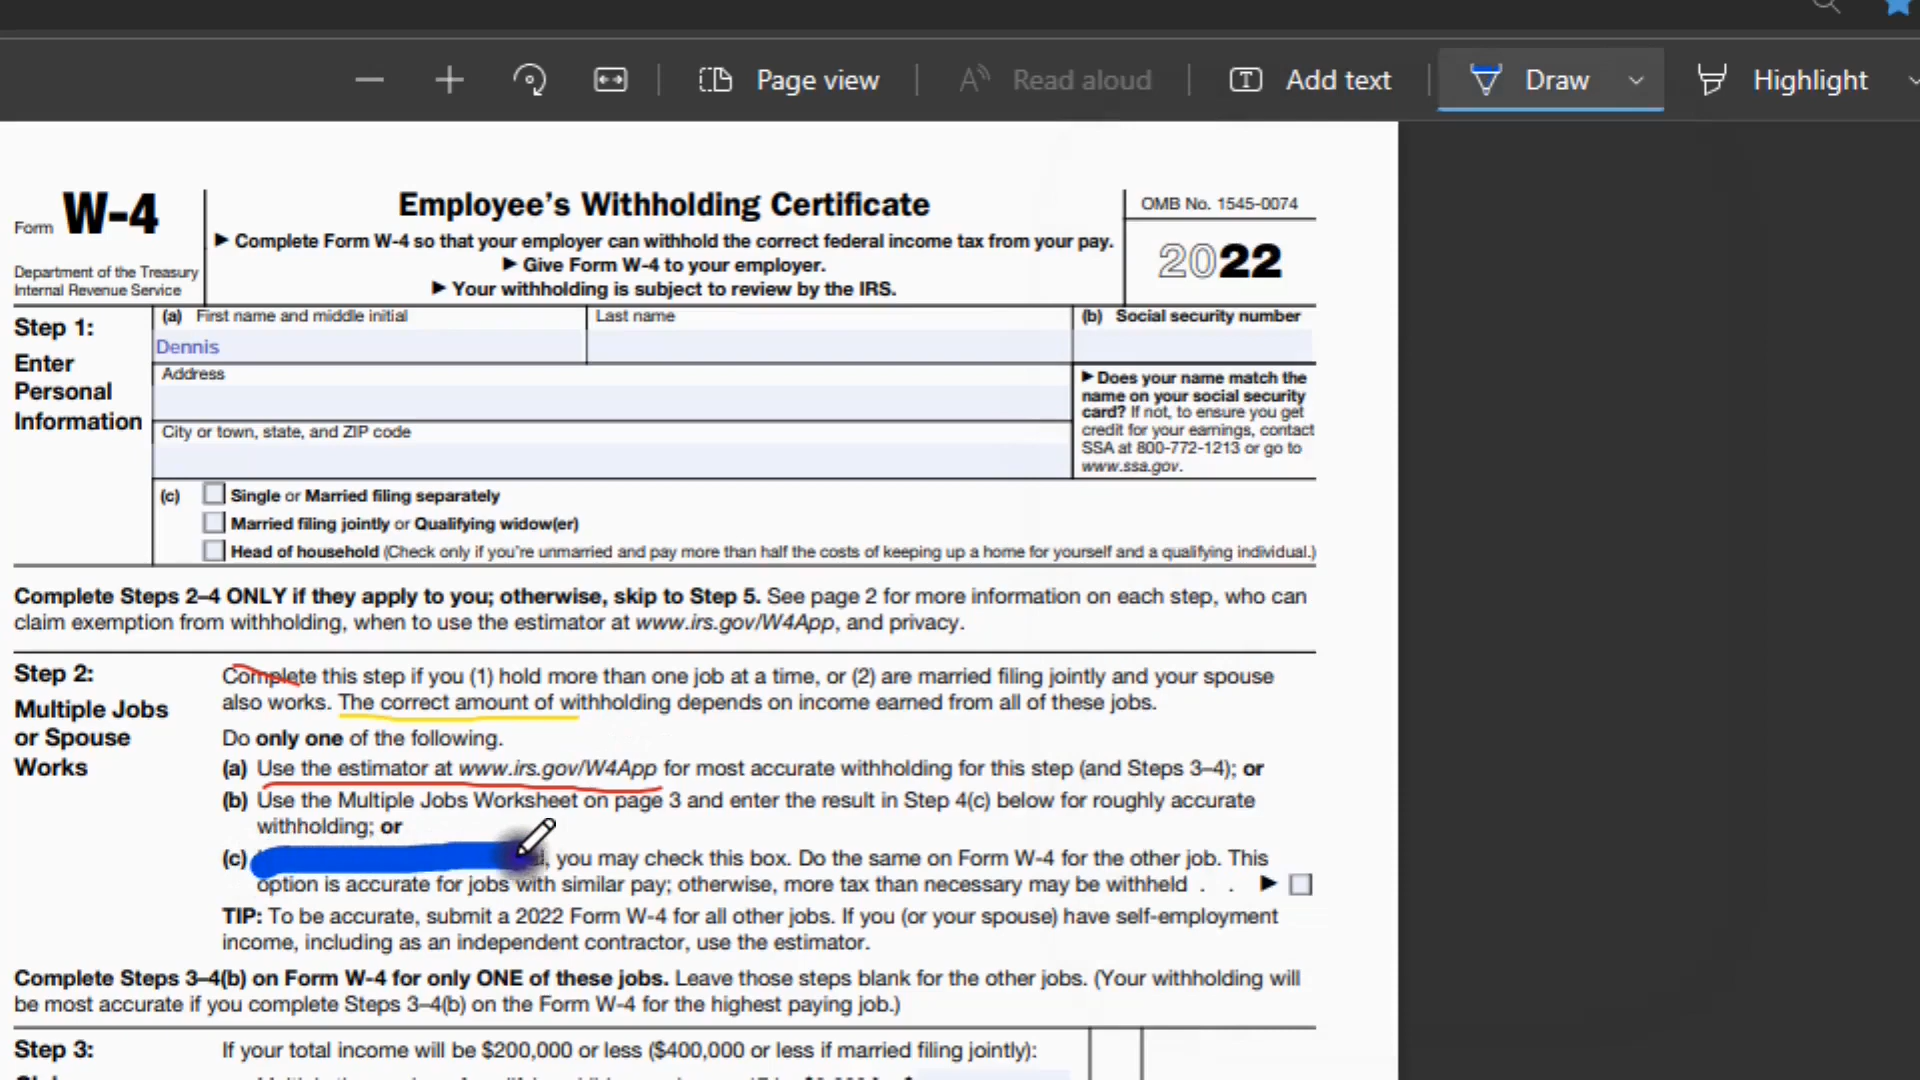 Page view
Read aloud
Add text
Draw
Highlight
Form W-4
Department of the Treasury
Internal Revenue Service
Employee's Withholding Certificate
▶ Complete Form W-4 so that your employer can withhold the correct federal income tax from your pay.
▶ Give Form W-4 to your employer.
▶ Your withholding is subject to review by the IRS.
OMB No. 1545-0074
2022
Step 1:
Enter
Personal
Information
(a) First name and middle initial
Dennis
Last name
(b) Social security number
Address
City or town, state, and ZIP code
▶ Does your name match the
name on your social security
card? If not, to ensure you get
credit for your earnings, contact
SSA at 800-772-1213 or go to
www.ssa.gov.
(c) Single or Married filing separately
Married filing jointly or Qualifying widow(er)
Head of household (Check only if you're unmarried and pay more than half the costs of keeping up a home for yourself and a qualifying individual.)
Complete Steps 2–4 ONLY if they apply to you; otherwise, skip to Step 5. See page 2 for more information on each step, who can
claim exemption from withholding, when to use the estimator at www.irs.gov/W4App, and privacy.
Step 2:
Multiple Jobs
or Spouse
Works
Complete this step if you (1) hold more than one job at a time, or (2) are married filing jointly and your spouse
also works. The correct amount of withholding depends on income earned from all of these jobs.
Do only one of the following.
(a) Use the estimator at www.irs.gov/W4App for most accurate withholding for this step (and Steps 3–4); or
(b) Use the Multiple Jobs Worksheet on page 3 and enter the result in Step 4(c) below for roughly accurate
withholding; or
(c) you may check this box. Do the same on Form W-4 for the other job. This
option is accurate for jobs with similar pay; otherwise, more tax than necessary may be withheld . . ▶
TIP: To be accurate, submit a 2022 Form W-4 for all other jobs. If you (or your spouse) have self-employment
income, including as an independent contractor, use the estimator.
Complete Steps 3–4(b) on Form W-4 for only ONE of these jobs. Leave those steps blank for the other jobs. (Your withholding will
be most accurate if you complete Steps 3–4(b) on the Form W-4 for the highest paying job.)
Step 3:
If your total income will be $200,000 or less ($400,000 or less if married filing jointly):